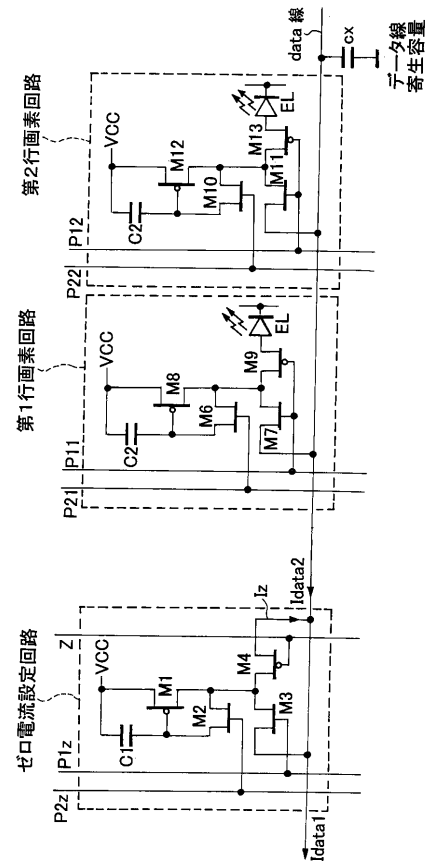 ゼロ電流設定回路
P2z
P1z
Z
VCC
C1
M1
M2
M3
M4
Iz
Idata1
Idata2
第1行画素回路
P21
P11
VCC
C2
M8
M6
M7
M9
EL
第2行画素回路
P22
P12
VCC
C2
M12
M10
M11
M13
EL
data 線
cx
データ線
寄生容量